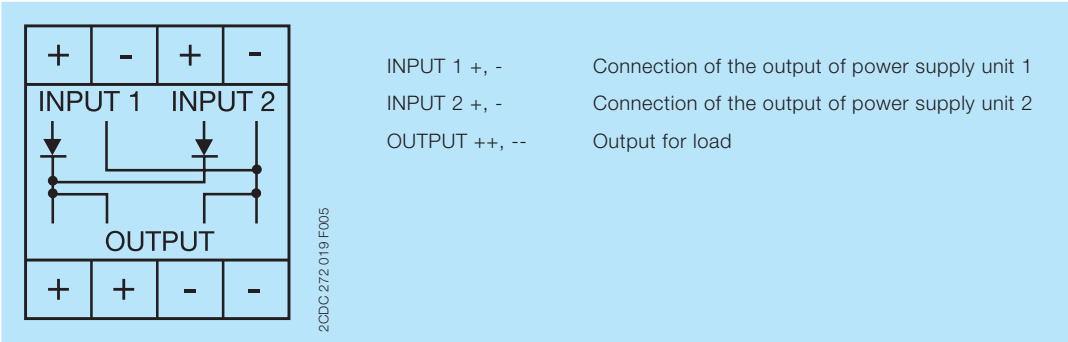 + - + -
INPUT 1 INPUT 2
OUTPUT
+ + - -
2CDC 272 019 F005
INPUT 1 +, - Connection of the output of power supply unit 1
INPUT 2 +, - Connection of the output of power supply unit 2
OUTPUT ++, -- Output for load